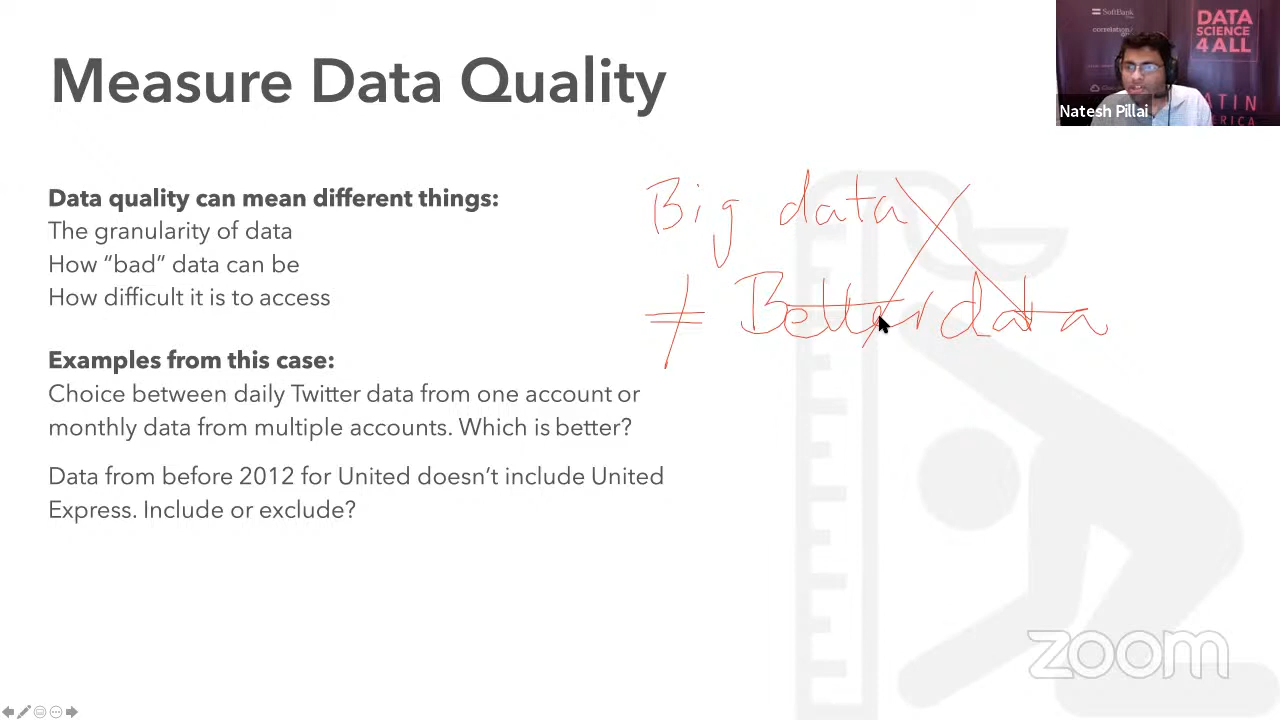 Measure Data Quality
Data quality can mean different things:
The granularity of data
How “bad” data can be
How difficult it is to access
Examples from this case:
Choice between daily Twitter data from one account or
monthly data from multiple accounts. Which is better?
Data from before 2012 for United doesn’t include United
Express. Include or exclude?
Big data
≠ Better data
SoftBank
correlation
DATA
SCIENCE
4 ALL
Natesh Pillai
zoom